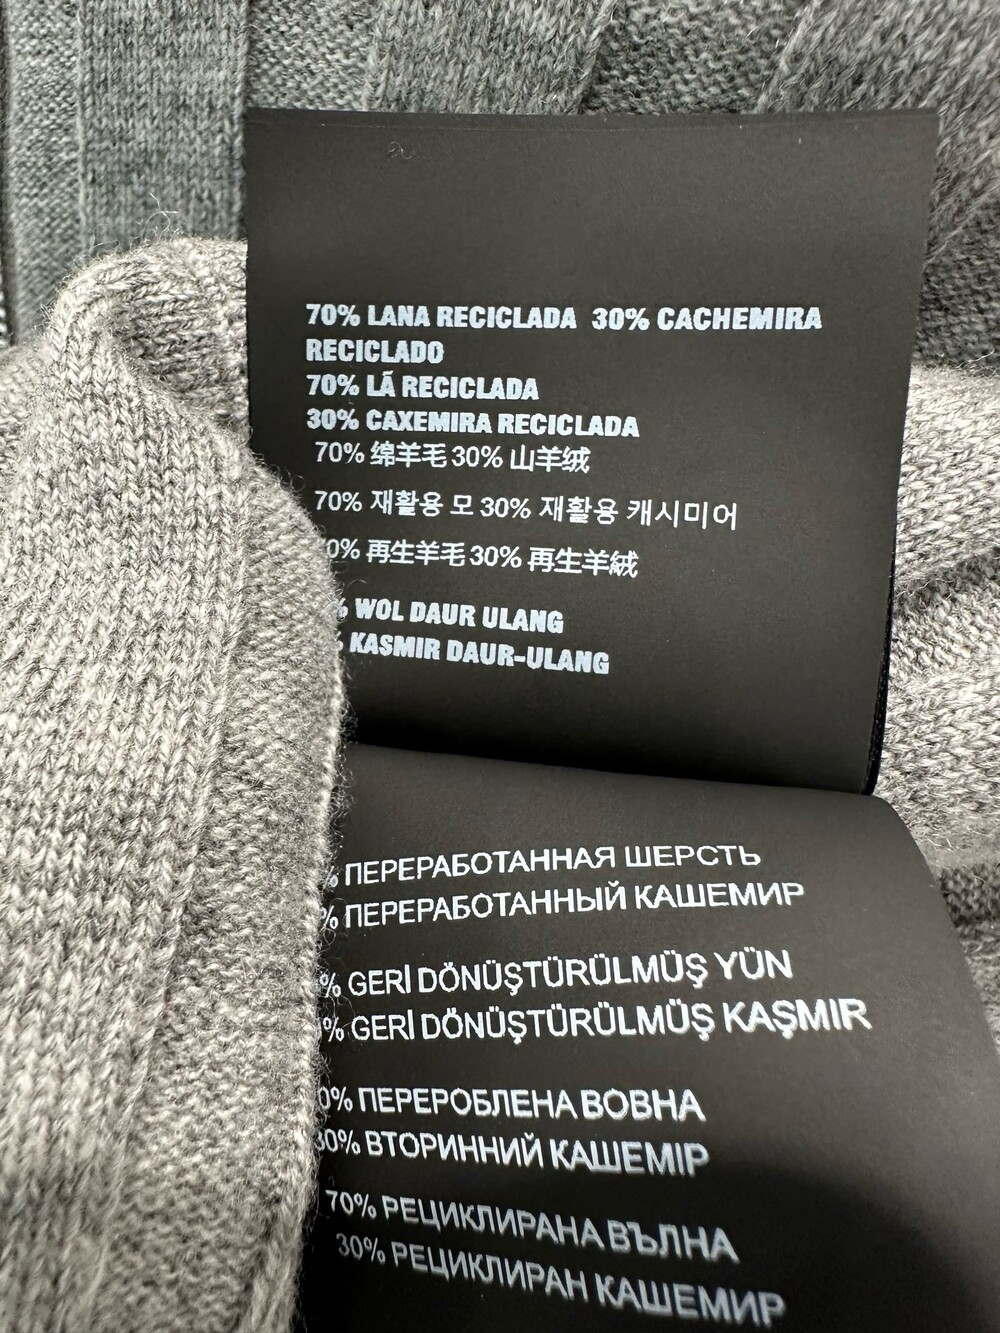 70% LANA RECICLADA 30% CACHEMIRA
RECICLADO
70% LÃ RECICLADA
30% CAXEMIRA RECICLADA
70% 绵羊毛 30% 山羊绒
70% 재활용 모 30% 재활용 캐시미어
0% 再生羊毛 30% 再生羊絨
% WOL DAUR ULANG
% KASMIR DAUR-ULANG
% ПЕРЕРАБОТАННАЯ ШЕРСТЬ
% ПЕРЕРАБОТАННЫЙ КАШЕМИР
% GERİ DÖNÜŞTÜRÜLMÜŞ YÜN
% GERİ DÖNÜŞTÜRÜLMÜŞ KAŞMIR
0% ПЕРЕРОБЛЕНА ВОВНА
30% ВТОРИННИЙ КАШЕМІР
70% РЕЦИКЛИРАНА ВЪЛНА
30% РЕЦИКЛИРАН КАШЕМИР